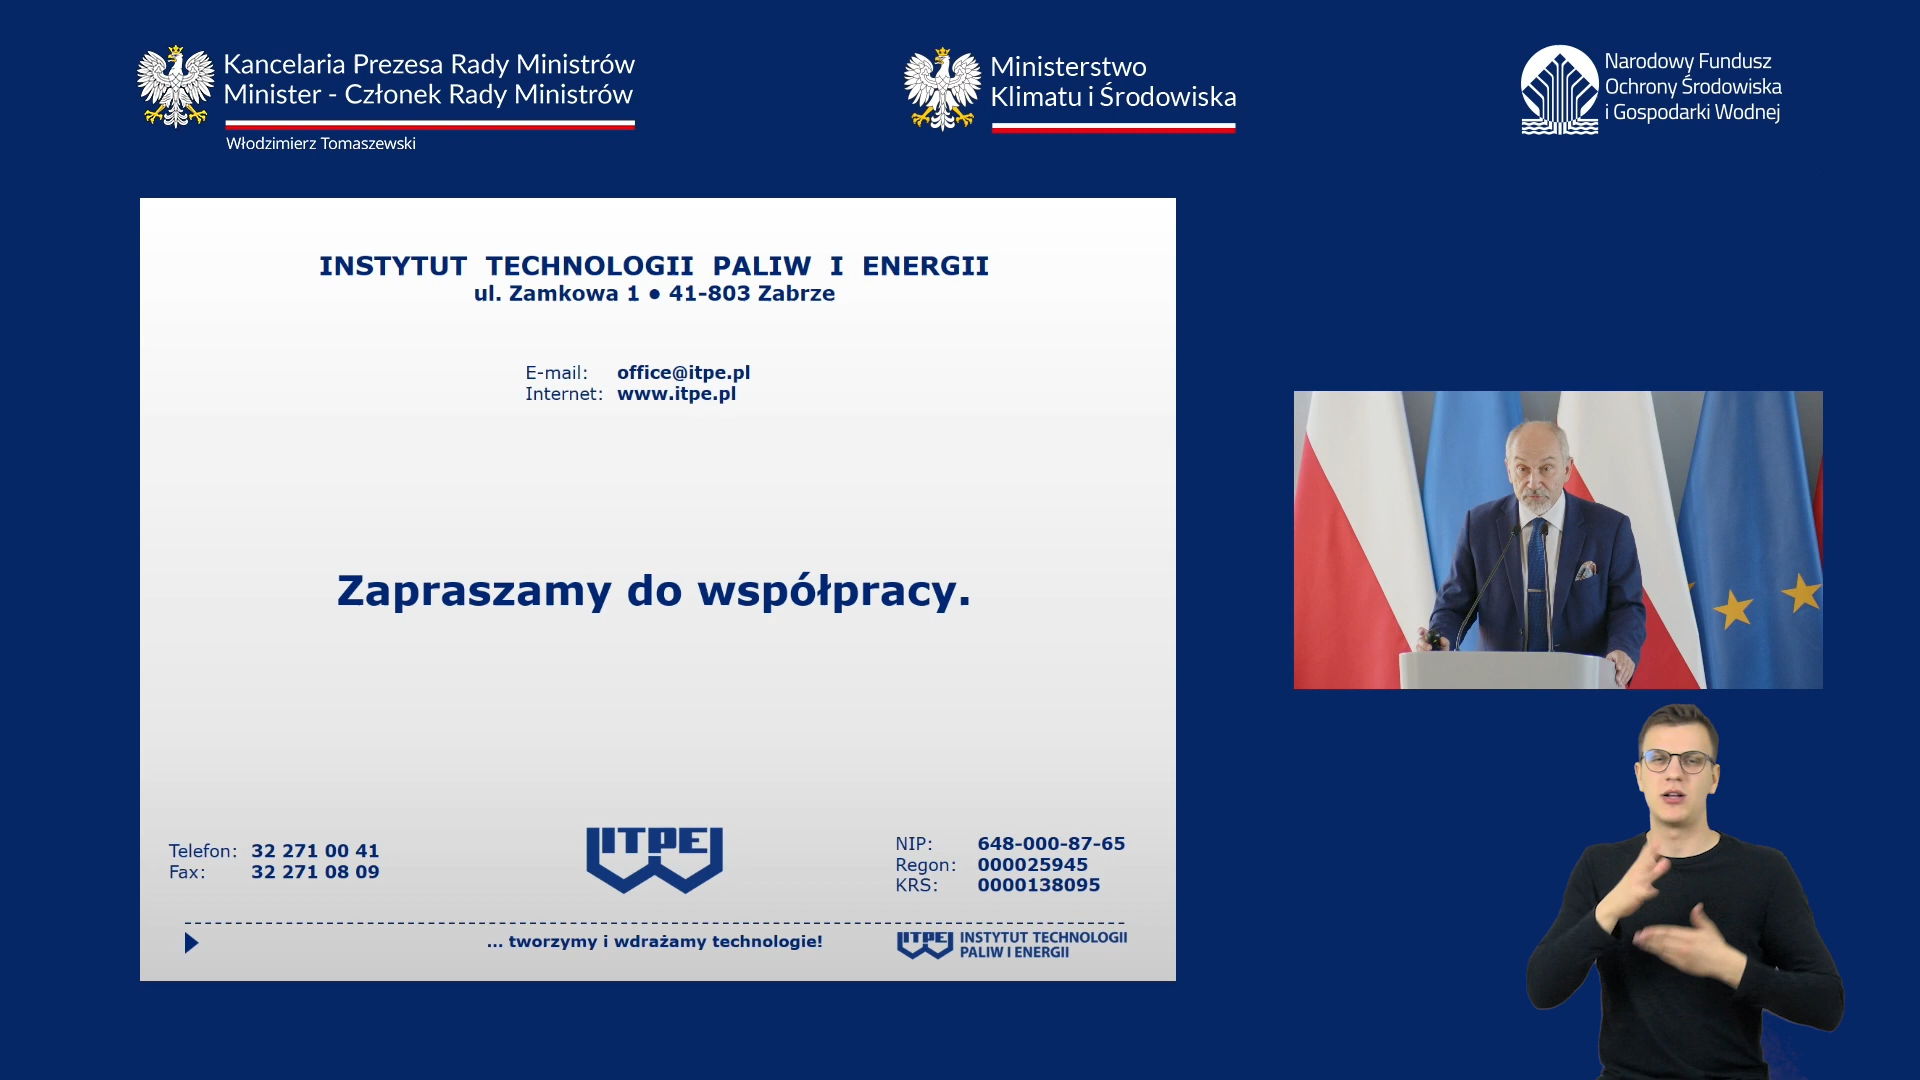 Kancelaria Prezesa Rady Ministrów
Minister - Członek Rady Ministrów
Włodzimierz Tomaszewski
Ministerstwo
Klimatu i Środowiska
Narodowy Fundusz
Ochrony Środowiska
i Gospodarki Wodnej
INSTYTUT TECHNOLOGII PALIW I ENERGII
ul. Zamkowa 1 ● 41-803 Zabrze
E-mail: office@itpe.pl
Internet: www.itpe.pl
Zapraszamy do współpracy.
Telefon: 32 271 00 41
Fax: 32 271 08 09
ITPE
NIP: 648-000-87-65
Regon: 000025945
KRS: 0000138095
... tworzymy i wdrażamy technologie!
ITPE
INSTYTUT TECHNOLOGII
PALIW I ENERGII